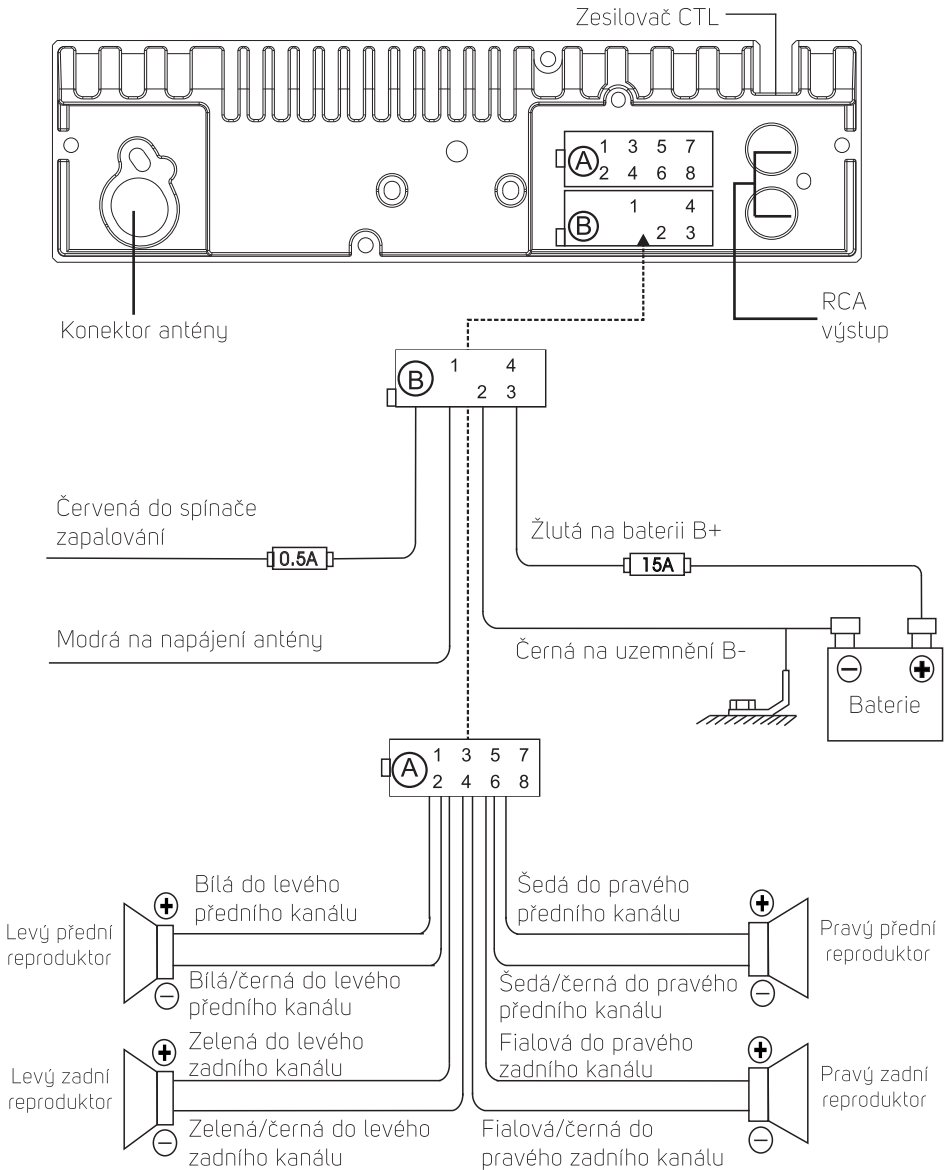 Zesilovač CTL
A
1 3 5 7
2 4 6 8
B
1 4
2 3
Konektor antény
RCA
výstup
B
1 4
2 3
Červená do spínače
zapalování
0.5A
Žlutá na baterii B+
15A
Modrá na napájení antény
Černá na uzemnění B-
Baterie
A
1 3 5 7
2 4 6 8
Bílá do levého
předního kanálu
Šedá do pravého
předního kanálu
Levý přední
reproduktor
Pravý přední
reproduktor
Bílá/černá do levého
předního kanálu
Šedá/černá do pravého
předního kanálu
Zelená do levého
zadního kanálu
Fialová do pravého
zadního kanálu
Levý zadní
reproduktor
Pravý zadní
reproduktor
Zelená/černá do levého
zadního kanálu
Fialová/černá do
pravého zadního kanálu